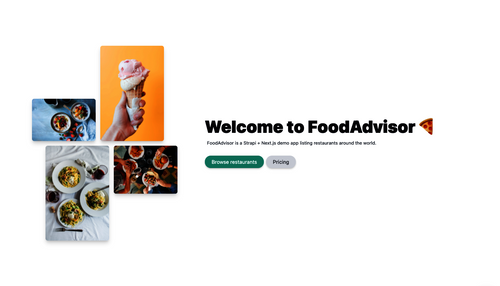 Welcome to FoodAdvisor 🍕
FoodAdvisor is a Strapi + Next.js demo app listing restaurants around the world.
Browse restaurants
Pricing